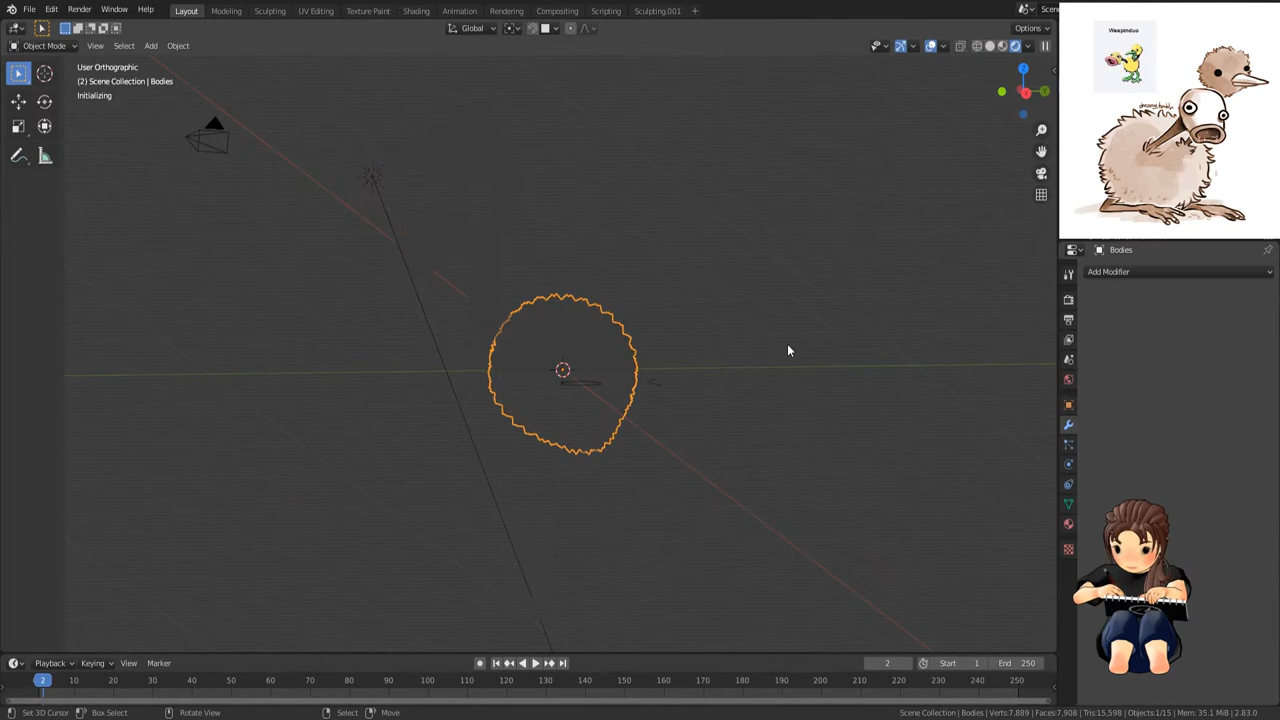 File Edit Render Window Help
Layout Modeling Sculpting UV Editing Texture Paint Shading Animation Rendering Compositing Scripting Sculpting.001
Scene
Global
Options
Object Mode View Select Add Object
User Orthographic
(2) Scene Collection | Bodies
Initializing
Z
Weepinduo
Bodies
Add Modifier
Playback Keying View Marker
2
Start 1
End 250
2 10 20 30 40 50 60 70 80 90 100 110 120 130 140 150 160 170 180 190 200 210 220 230 240 250
Set 3D Cursor Box Select Rotate View Select Move
Scene Collection | Bodies | Verts:7,889 | Faces:7,908 | Tris:15,598 | Objects:1/15 | Mem: 35.1 MiB | 2.83.0